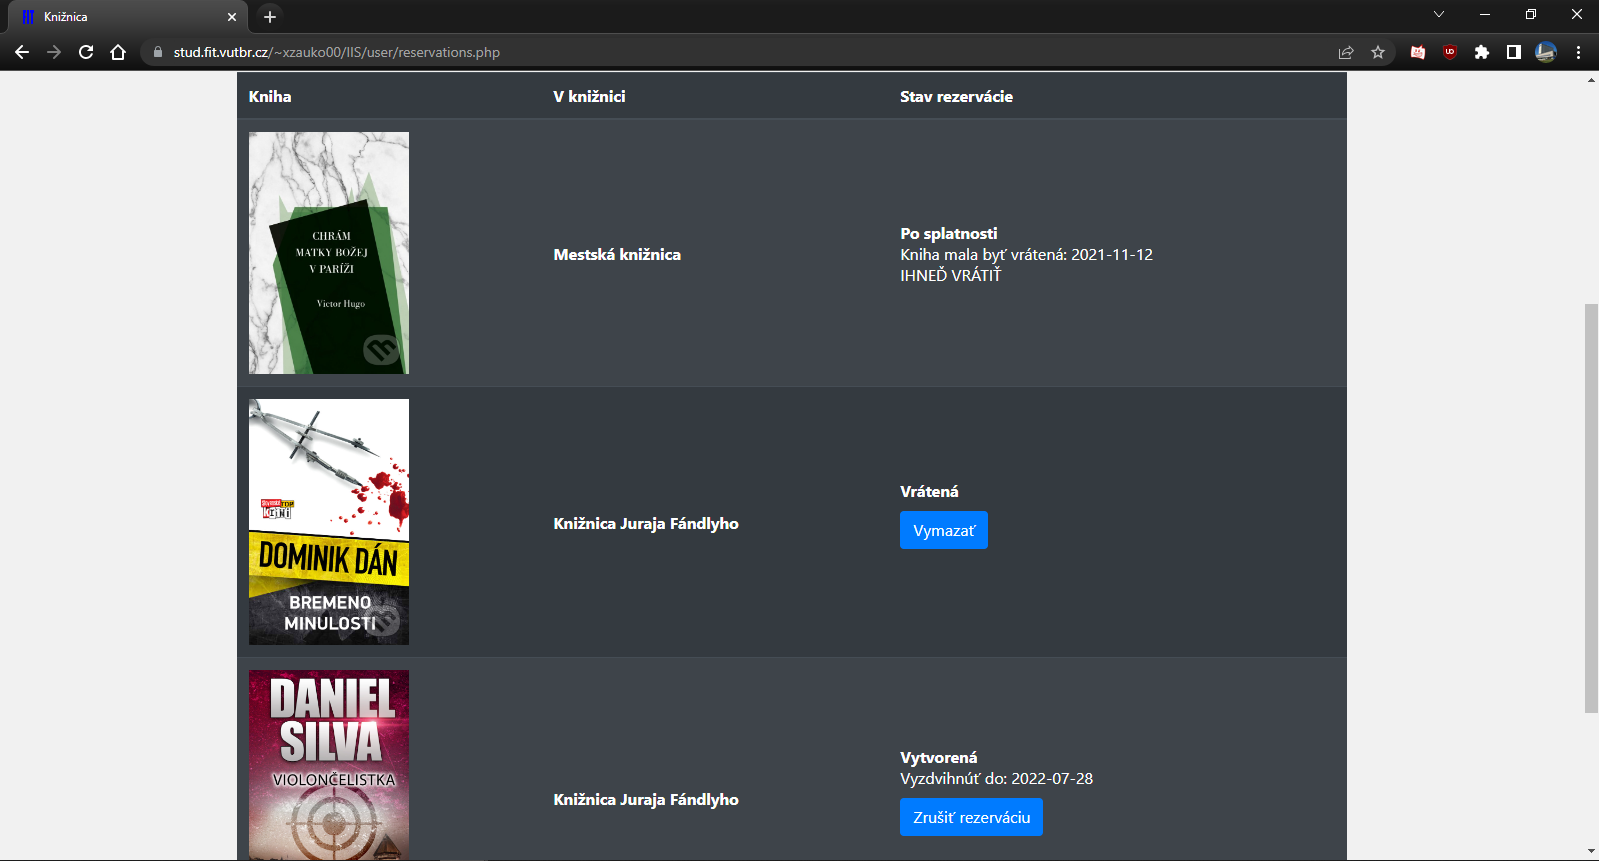 FIT Knižnica
stud.fit.vutbr.cz/~xzauko00/IIS/user/reservations.php
Kniha V knižnici Stav rezervácie
CHRÁM
MATKY BOŽEJ
V PARÍŽI
Victor Hugo
Mestská knižnica
Po splatnosti
Kniha mala byť vrátená: 2021-11-12
IHNEĎ VRÁTIŤ
DOMINIK DÁN
BREMENO
MINULOSTI
Knižnica Juraja Fándlyho
Vrátená
Vymazať
DANIEL
SILVA
VIOLONČELISTKA
Knižnica Juraja Fándlyho
Vytvorená
Vyzdvihnúť do: 2022-07-28
Zrušiť rezerváciu